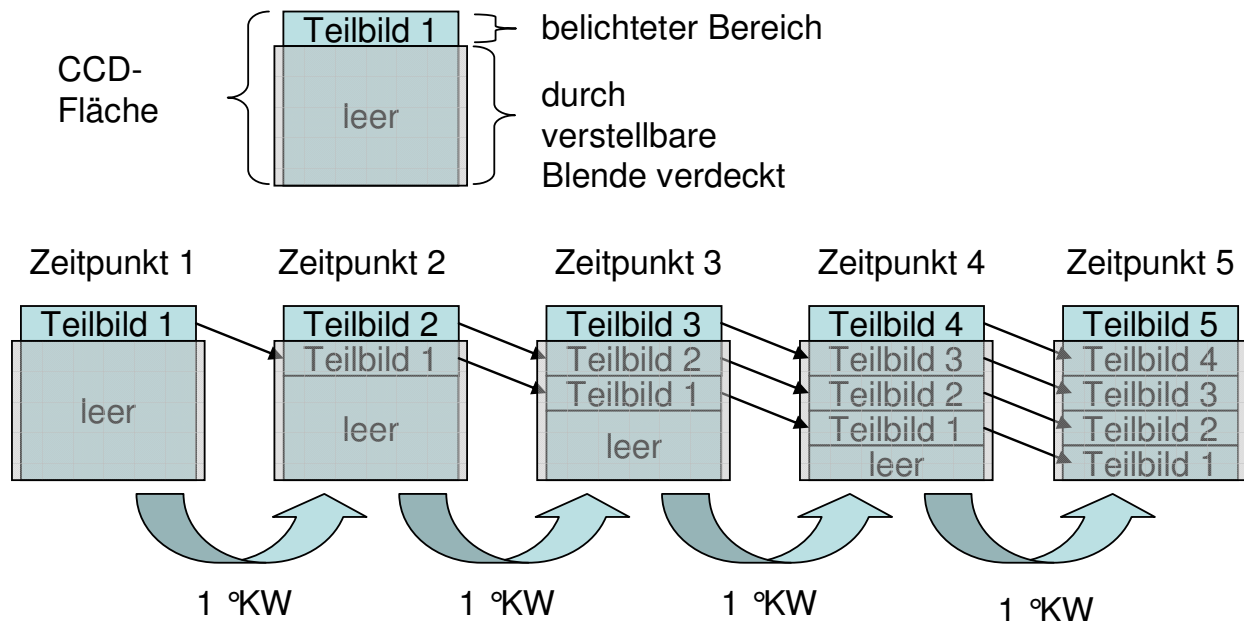 Teilbild 1
belichteter Bereich
CCD-
Fläche
leer
durch
verstellbare
Blende verdeckt
Zeitpunkt 1
Zeitpunkt 2
Zeitpunkt 3
Zeitpunkt 4
Zeitpunkt 5
Teilbild 1
leer
Teilbild 2
Teilbild 1
leer
Teilbild 3
Teilbild 2
Teilbild 1
leer
Teilbild 4
Teilbild 3
Teilbild 2
Teilbild 1
leer
Teilbild 5
Teilbild 4
Teilbild 3
Teilbild 2
Teilbild 1
1 °KW
1 °KW
1 °KW
1 °KW